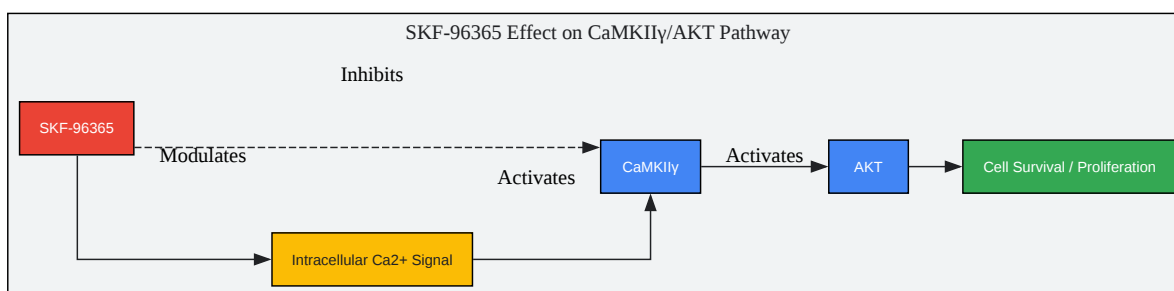 SKF-96365 Effect on CaMKIIγ/AKT Pathway
Inhibits
SKF-96365
Modulates
Activates
CaMKIIγ
Activates
AKT
Cell Survival / Proliferation
Intracellular Ca2+ Signal